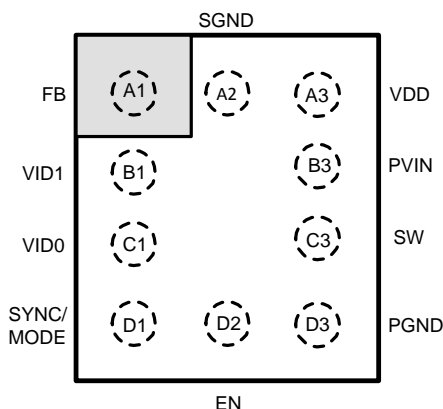 SGND
FB A1 A2 A3 VDD
VID1 B1 B3 PVIN
VID0 C1 C3 SW
SYNC/
MODE D1 D2 D3 PGND
EN